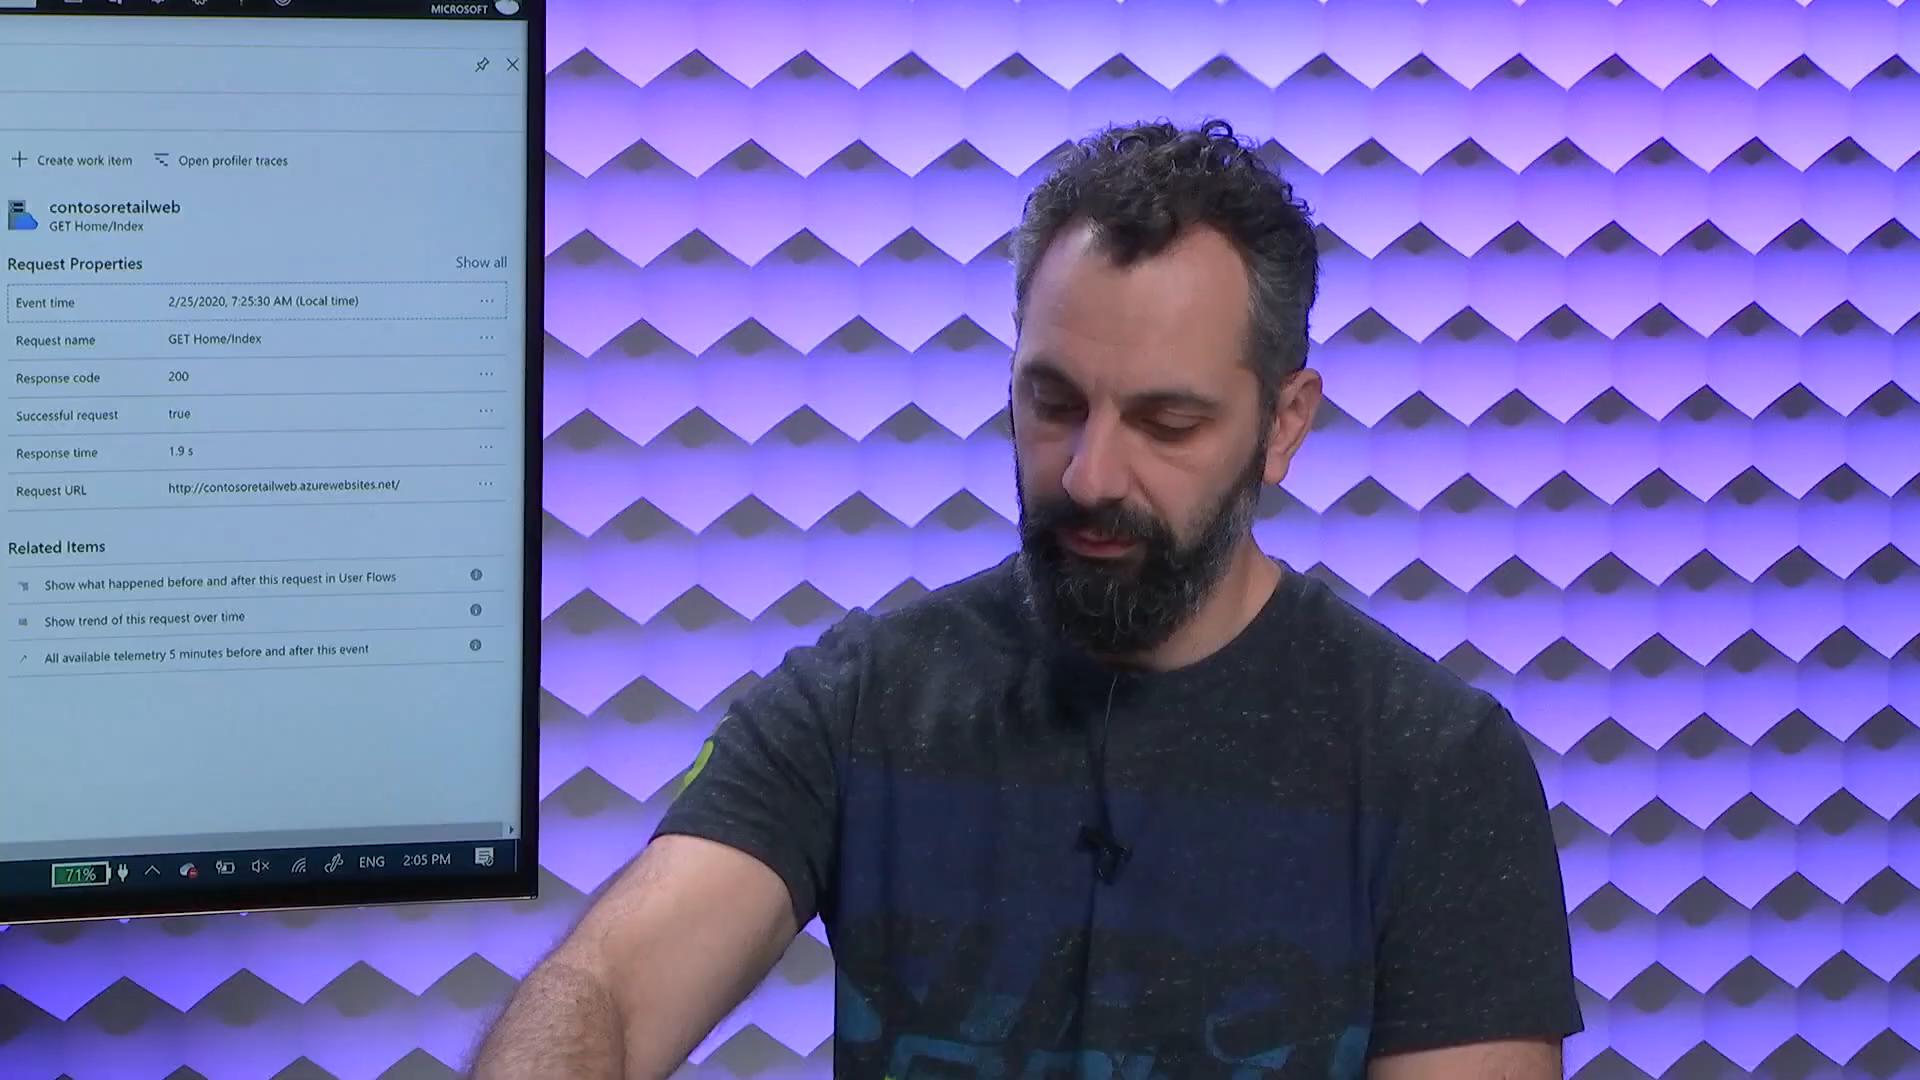 MICROSOFT
Create work item
Open profiler traces
contosoretailweb
GET Home/Index
Request Properties
Show all
Event time
2/25/2020, 7:25:30 AM (Local time)
Request name
GET Home/Index
Response code
200
Successful request
true
Response time
1.9 s
Request URL
http://contosoretailweb.azurewebsites.net/
Related Items
Show what happened before and after this request in User Flows
Show trend of this request over time
All available telemetry 5 minutes before and after this event
71%
ENG
2:05 PM